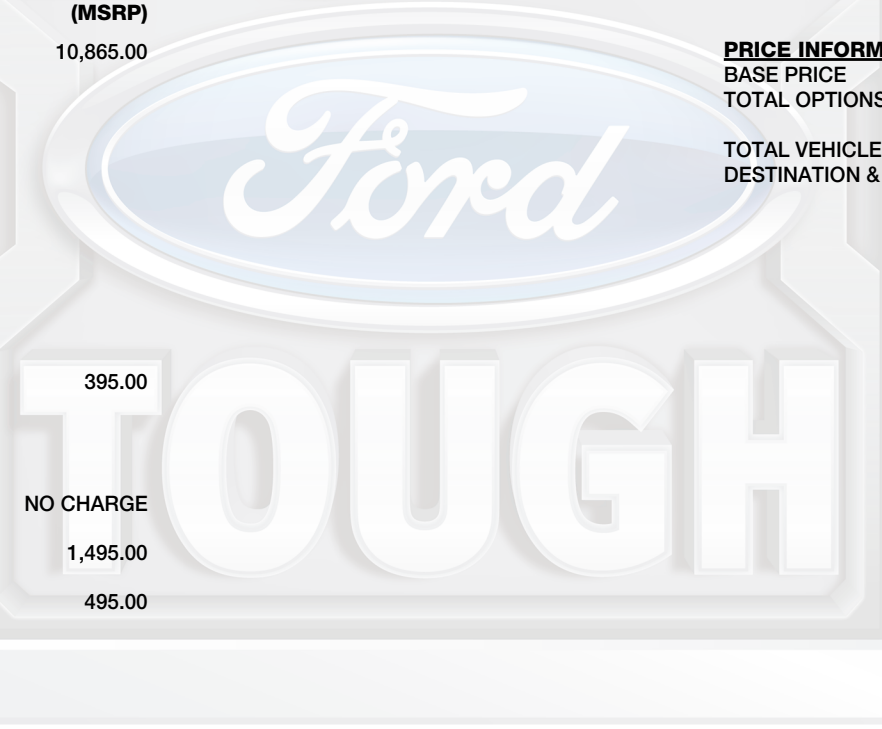 (MSRP)
10,865.00
395.00
NO CHARGE
1,495.00
495.00
PRICE INFORM
BASE PRICE
TOTAL OPTIONS
TOTAL VEHICLE
DESTINATION &
Ford
TOUGH